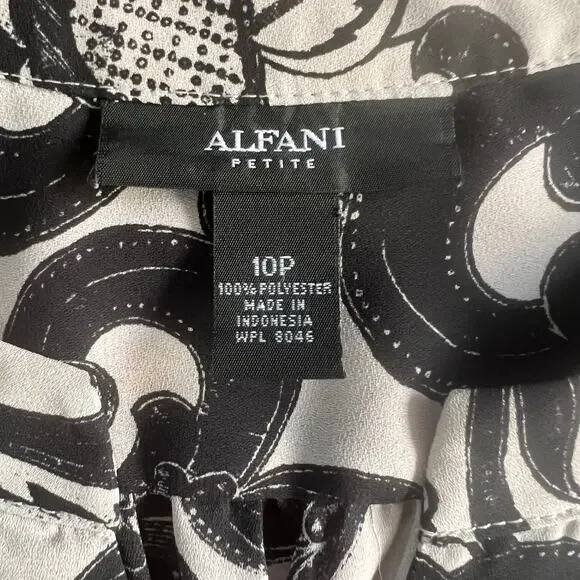 ALFANI
PETITE
10P
100% POLYESTER
MADE IN
INDONESIA
WPL 8046